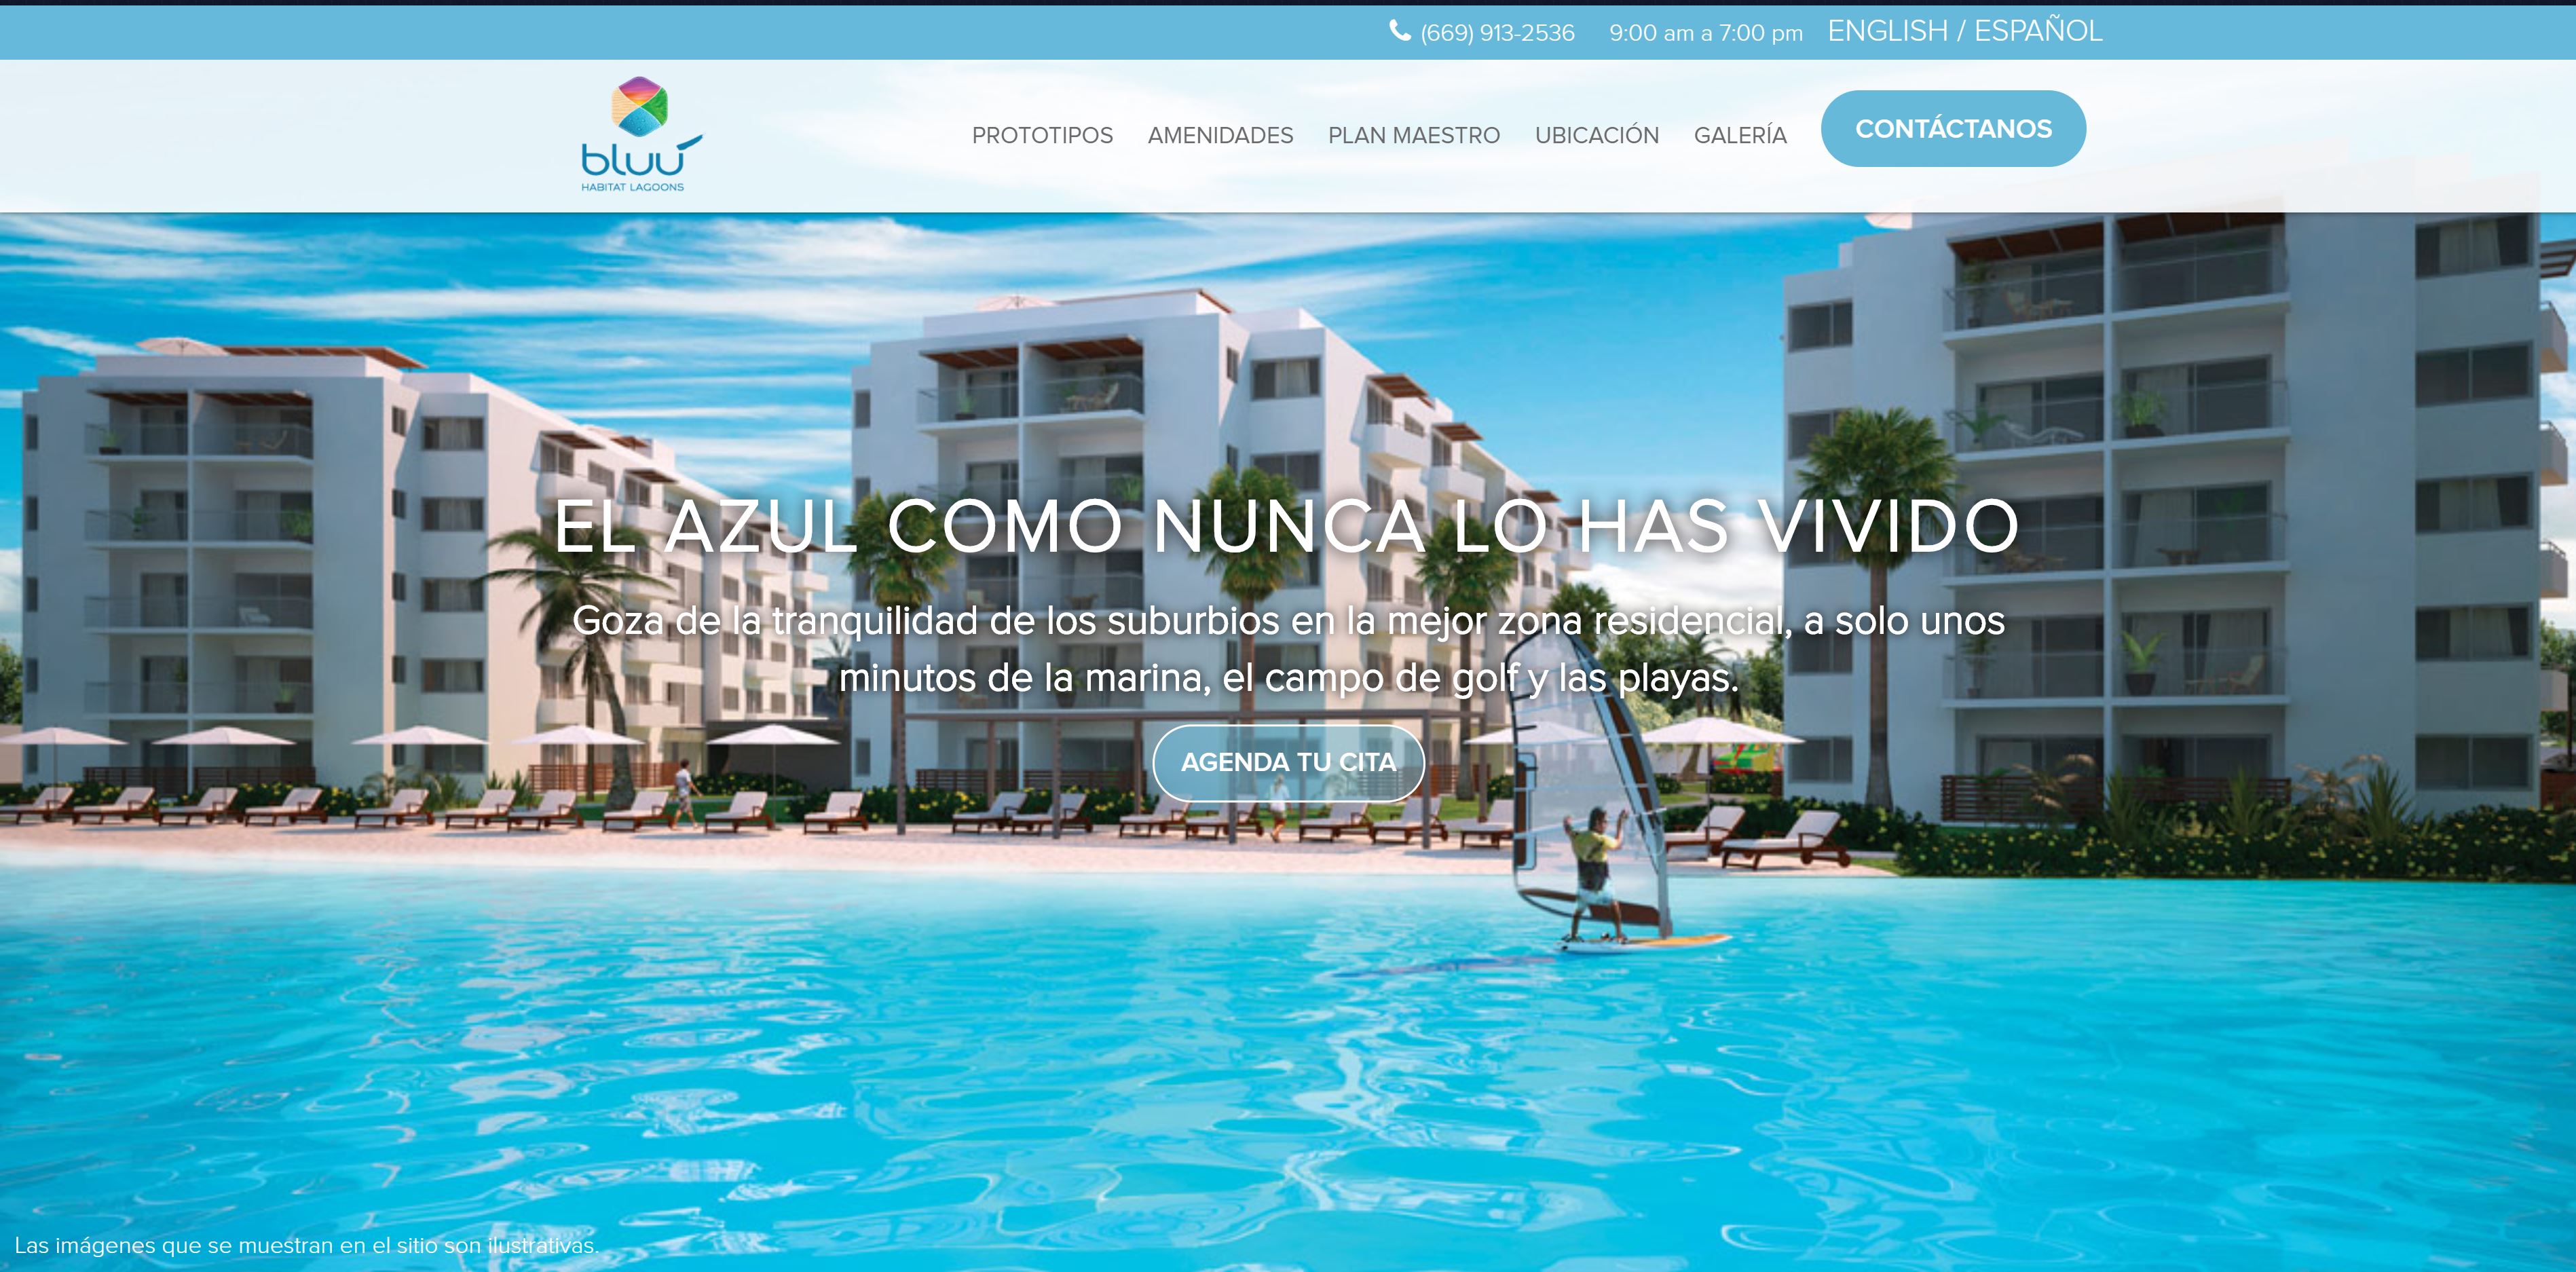 (669) 913-2536 9:00 am a 7:00 pm ENGLISH / ESPAÑOL
bluu
HABITAT LAGOONS
PROTOTIPOS AMENIDADES PLAN MAESTRO UBICACIÓN GALERÍA CONTÁCTANOS
EL AZUL COMO NUNCA LO HAS VIVIDO
Goza de la tranquilidad de los suburbios en la mejor zona residencial, a solo unos
minutos de la marina, el campo de golf y las playas.
AGENDA TU CITA
Las imágenes que se muestran en el sitio son ilustrativas.